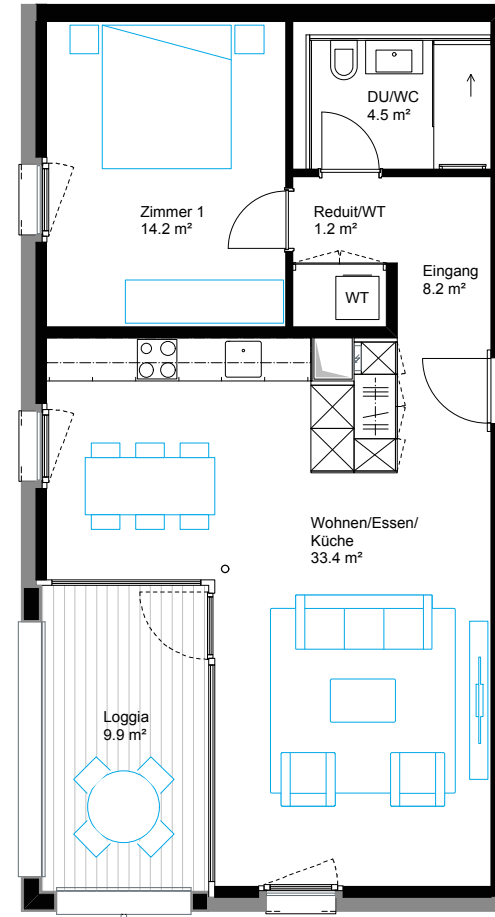 DU/WC
4.5 m²
Zimmer 1
14.2 m²
Reduit/WT
1.2 m²
Eingang
8.2 m²
WT
Wohnen/Essen/
Küche
33.4 m²
Loggia
9.9 m²